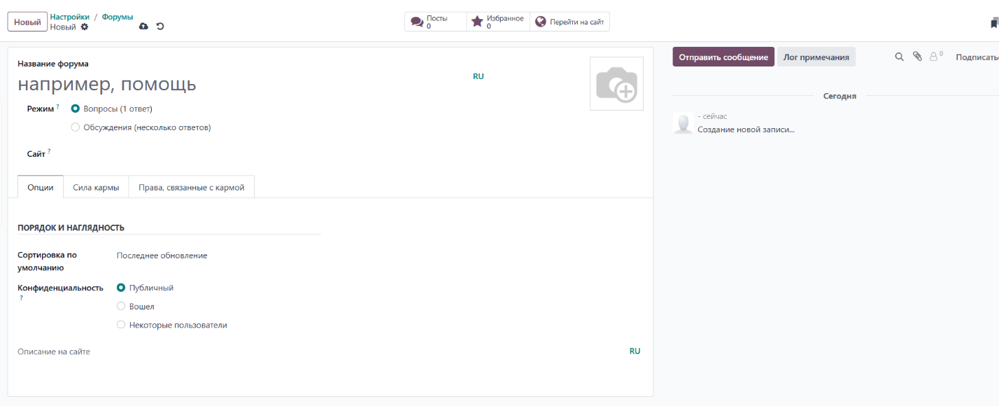 Новый
Настройки / Форумы
Новый
Посты
0
Избранное
0
Перейти на сайт
Название форума
например, помощь
RU
Режим ?
Вопросы (1 ответ)
Обсуждения (несколько ответов)
Сайт ?
Опции
Сила кармы
Права, связанные с кармой
ПОРЯДОК И НАГЛЯДНОСТЬ
Сортировка по
умолчанию
Последнее обновление
Конфиденциальность
?
Публичный
Вошел
Некоторые пользователи
Описание на сайте
RU
Отправить сообщение
Лог примечания
0
Подписать
Сегодня
- сейчас
Создание новой записи...